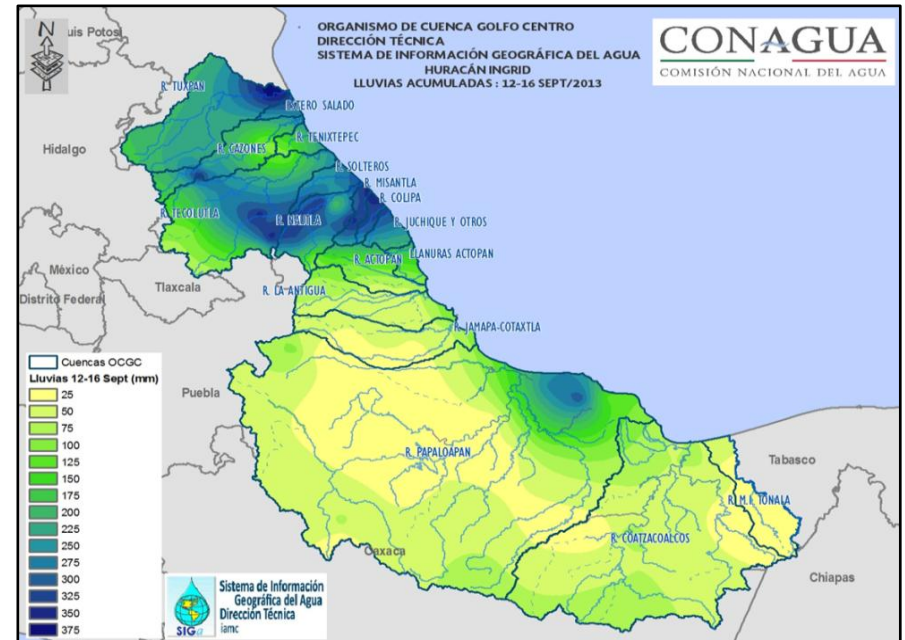 N
uis Potosí
ORGANISMO DE CUENCA GOLFO CENTRO
DIRECCIÓN TÉCNICA
SISTEMA DE INFORMACIÓN GEOGRÁFICA DEL AGUA
HURACÁN INGRID
LLUVIAS ACUMULADAS : 12-16 SEPT/2013
CONAGUA
COMISIÓN NACIONAL DEL AGUA
R. TUXPAN
ESTERO SALADO
R. TENIXTEPEC
Hidalgo
R. CAZONES
R. SOLTEROS
R. MISANTLA
R. COLIPA
R. TECOLUTLA
R. NAUTLA
R. JUCHIQUE Y OTROS
LLANURAS ACTOPAN
R. ACTOPAN
México
Tlaxcala
Distrito Federal
R. LA ANTIGUA
R. JAMAPA-COTAXTLA
Cuencas OCGC
Lluvias 12-16 Sept (mm)
25
50
75
100
125
150
175
200
225
250
275
300
325
350
375
Puebla
R. PAPALOAPAN
Tabasco
TONALA
R. COATZACOALCOS
Oaxaca
Chiapas
Sistema de Información
Geográfica del Agua
Dirección Técnica
iamc
SIGa